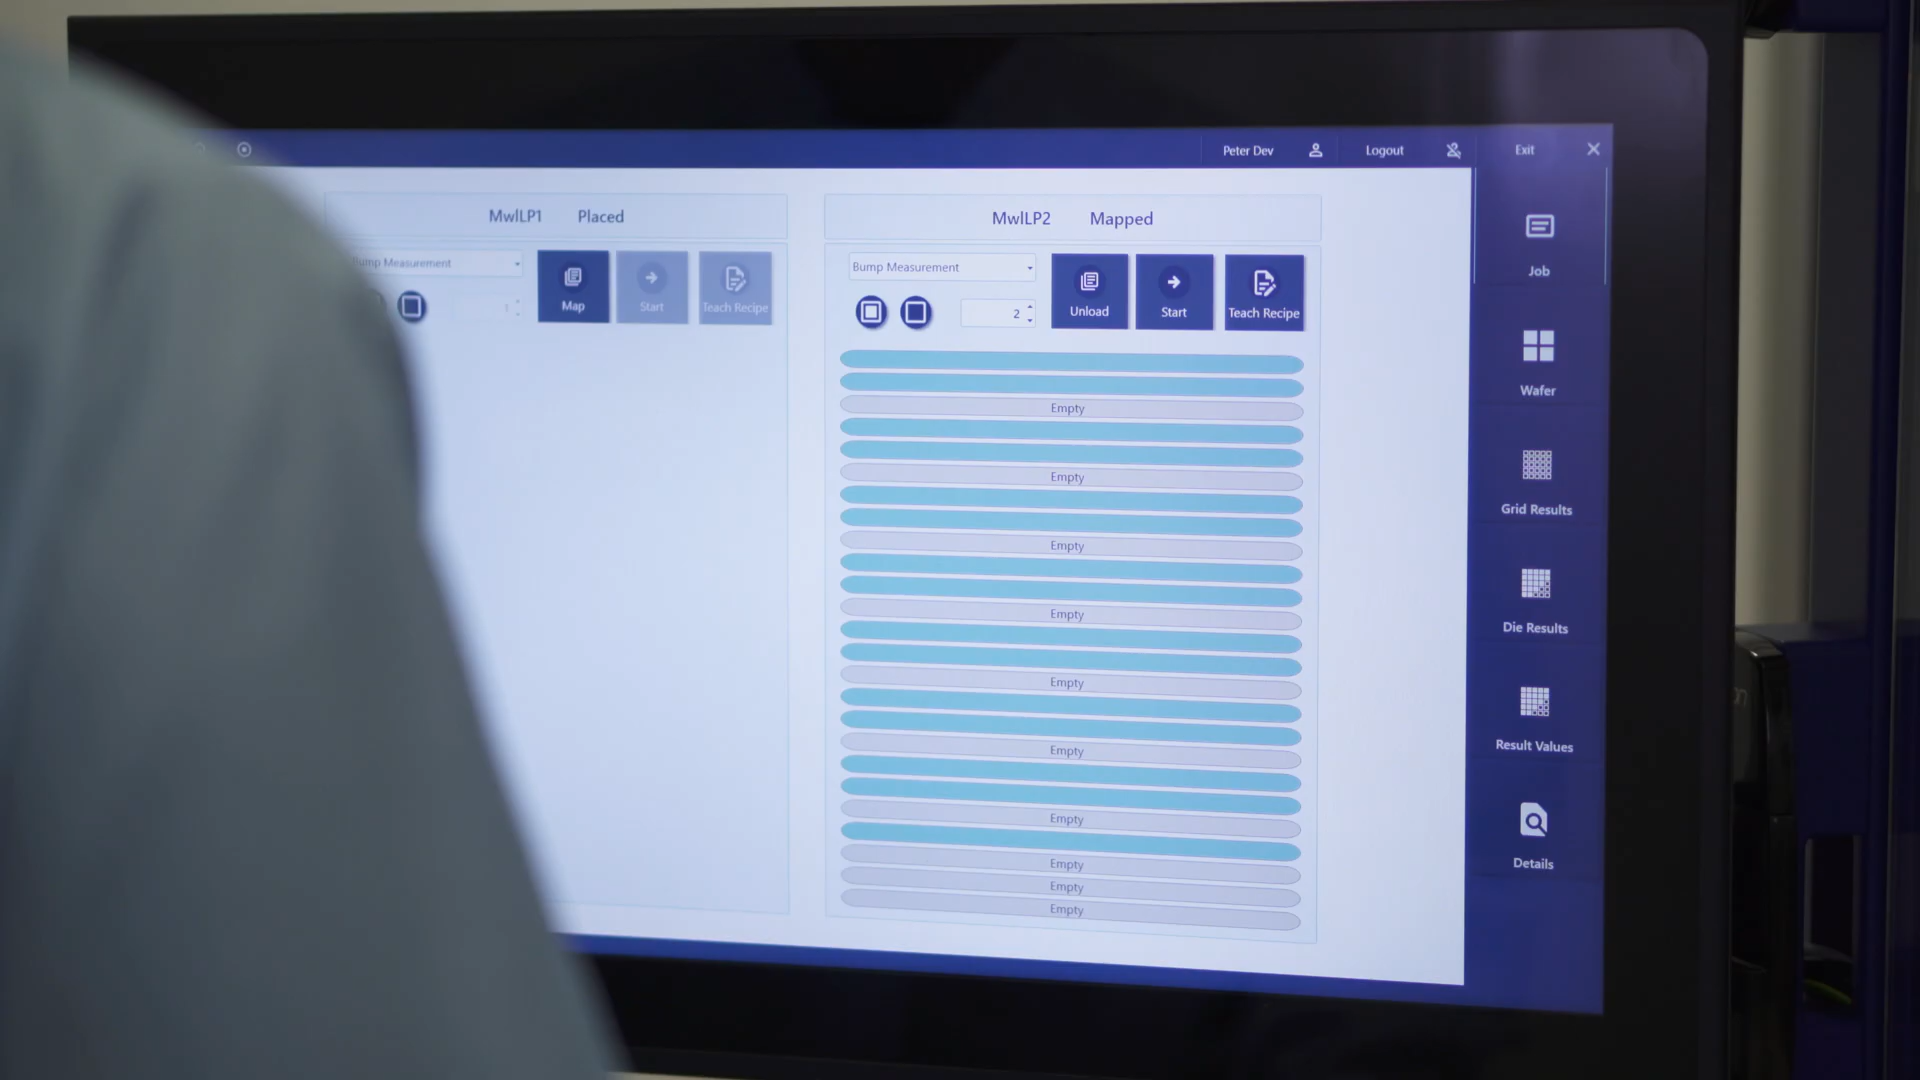 Peter Dev Logout Exit
MwlLP1 Placed
Bump Measurement
Map
Start
Teach Recipe
MwlLP2 Mapped
Bump Measurement
2
Unload
Start
Teach Recipe
Empty
Empty
Empty
Empty
Empty
Empty
Empty
Empty
Empty
Empty
Job
Wafer
Grid Results
Die Results
Result Values
Details